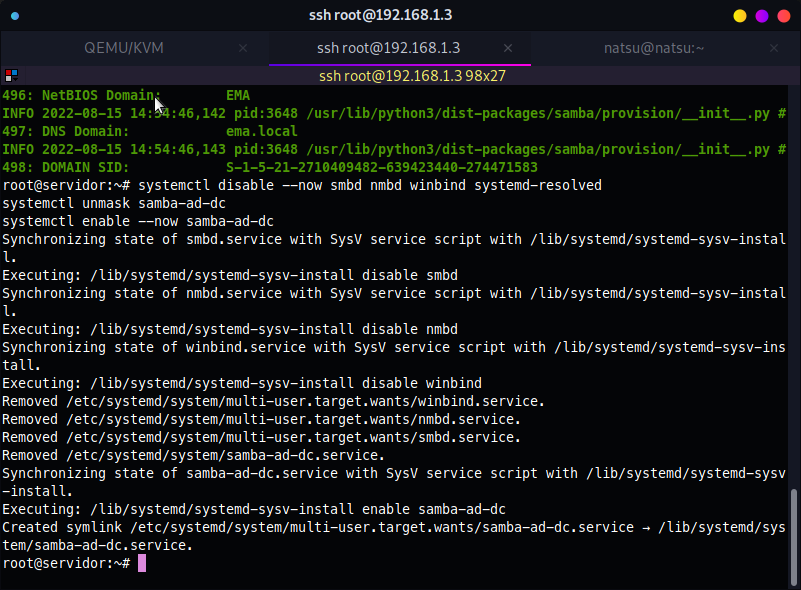 ssh root@192.168.1.3
QEMU/KVM
ssh root@192.168.1.3
natsu@natsu:~
ssh root@192.168.1.3 98x27
496: NetBIOS Domain:        EMA
INFO 2022-08-15 14:54:46,142 pid:3648 /usr/lib/python3/dist-packages/samba/provision/__init__.py #
497: DNS Domain:            ema.local
INFO 2022-08-15 14:54:46,143 pid:3648 /usr/lib/python3/dist-packages/samba/provision/__init__.py #
498: DOMAIN SID:            S-1-5-21-2710409482-639423440-274471583
root@servidor:~# systemctl disable --now smbd nmbd winbind systemd-resolved
systemctl unmask samba-ad-dc
systemctl enable --now samba-ad-dc
Synchronizing state of smbd.service with SysV service script with /lib/systemd/systemd-sysv-instal
l.
Executing: /lib/systemd/systemd-sysv-install disable smbd
Synchronizing state of nmbd.service with SysV service script with /lib/systemd/systemd-sysv-instal
l.
Executing: /lib/systemd/systemd-sysv-install disable nmbd
Synchronizing state of winbind.service with SysV service script with /lib/systemd/systemd-sysv-ins
tall.
Executing: /lib/systemd/systemd-sysv-install disable winbind
Removed /etc/systemd/system/multi-user.target.wants/winbind.service.
Removed /etc/systemd/system/multi-user.target.wants/nmbd.service.
Removed /etc/systemd/system/multi-user.target.wants/smbd.service.
Removed /etc/systemd/system/samba-ad-dc.service.
Synchronizing state of samba-ad-dc.service with SysV service script with /lib/systemd/systemd-sysv
-install.
Executing: /lib/systemd/systemd-sysv-install enable samba-ad-dc
Created symlink /etc/systemd/system/multi-user.target.wants/samba-ad-dc.service → /lib/systemd/sys
tem/samba-ad-dc.service.
root@servidor:~#